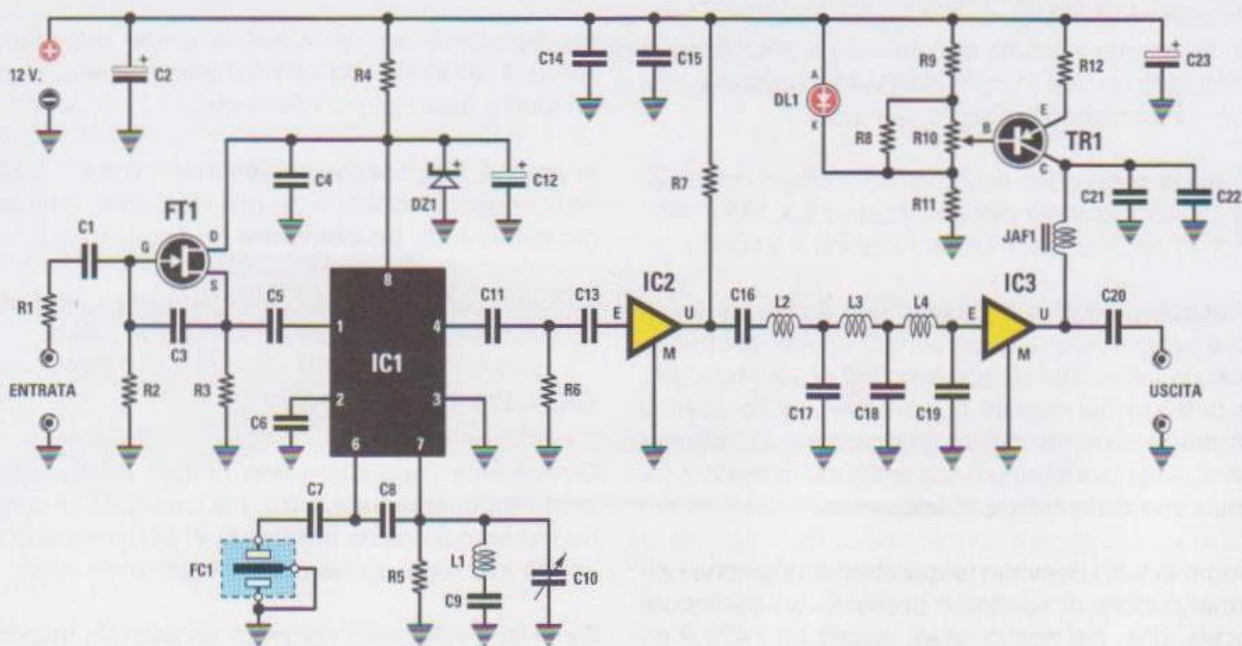 12 V.
+
C2
R4
C14
C15
R7
A
DL1
K
R9
R8
R10
R11
B
E
C
TR1
R12
+
C23
C21
C22
JAF1
C4
+
DZ1
+
C12
FT1
G
D
S
C1
R1
ENTRATA
R2
C3
R3
C5
1
8
4
IC1
2
3
6
7
C6
C11
R6
C13
E
IC2
U
M
C16
L2
L3
L4
C17
C18
C19
E
IC3
U
M
C20
USCITA
C7
C8
FC1
R5
L1
C9
C10